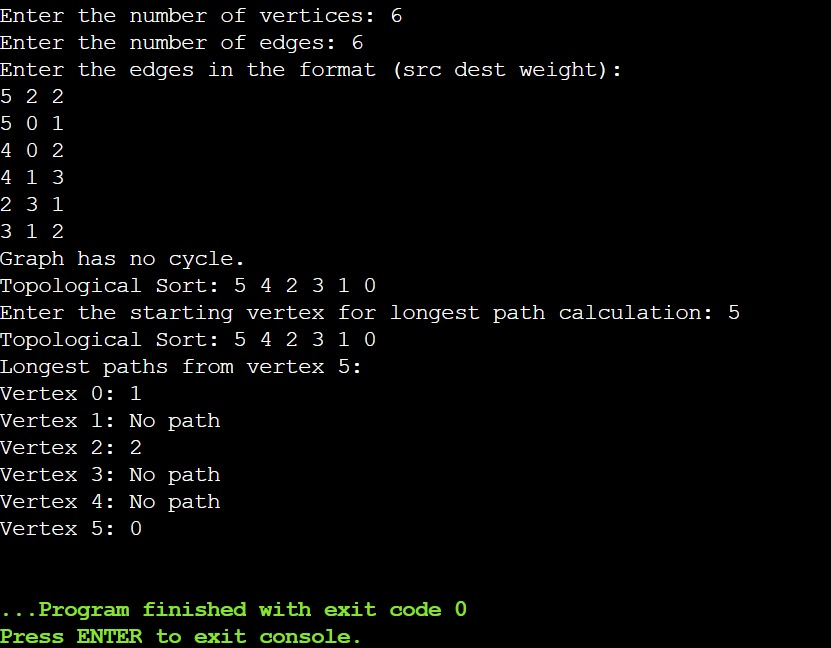 Enter the number of vertices: 6
Enter the number of edges: 6
Enter the edges in the format (src dest weight):
5 2 2
5 0 1
4 0 2
4 1 3
2 3 1
3 1 2
Graph has no cycle.
Topological Sort: 5 4 2 3 1 0
Enter the starting vertex for longest path calculation: 5
Topological Sort: 5 4 2 3 1 0
Longest paths from vertex 5:
Vertex 0: 1
Vertex 1: No path
Vertex 2: 2
Vertex 3: No path
Vertex 4: No path
Vertex 5: 0
...Program finished with exit code 0
Press ENTER to exit console.